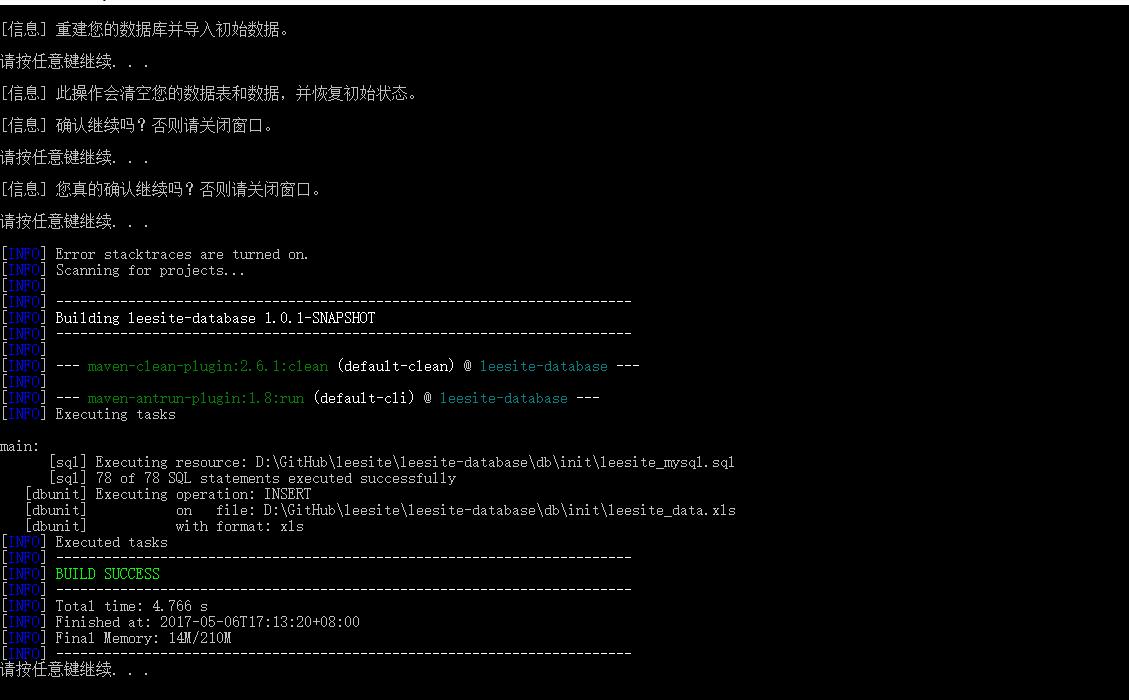 [信息] 重建您的数据库并导入初始数据。
请按任意键继续. . .
[信息] 此操作会清空您的数据表和数据，并恢复初始状态。
[信息] 确认继续吗？否则请关闭窗口。
请按任意键继续. . .
[信息] 您真的确认继续吗？否则请关闭窗口。
请按任意键继续. . .
[INFO] Error stacktraces are turned on.
[INFO] Scanning for projects...
[INFO]
[INFO] ------------------------------------------------------------------------
[INFO] Building leesite-database 1.0.1-SNAPSHOT
[INFO] ------------------------------------------------------------------------
[INFO]
[INFO] --- maven-clean-plugin:2.6.1:clean (default-clean) @ leesite-database ---
[INFO]
[INFO] --- maven-antrun-plugin:1.8:run (default-cli) @ leesite-database ---
[INFO] Executing tasks
main:
[sql] Executing resource: D:\GitHub\leesite\leesite-database\db\init\leesite_mysql.sql
[sql] 78 of 78 SQL statements executed successfully
[dbunit] Executing operation: INSERT
[dbunit]           on   file: D:\GitHub\leesite\leesite-database\db\init\leesite_data.xls
[dbunit]           with format: xls
[INFO] Executed tasks
[INFO] ------------------------------------------------------------------------
[INFO] BUILD SUCCESS
[INFO] ------------------------------------------------------------------------
[INFO] Total time: 4.766 s
[INFO] Finished at: 2017-05-06T17:13:20+08:00
[INFO] Final Memory: 14M/210M
[INFO] ------------------------------------------------------------------------
请按任意键继续. . .